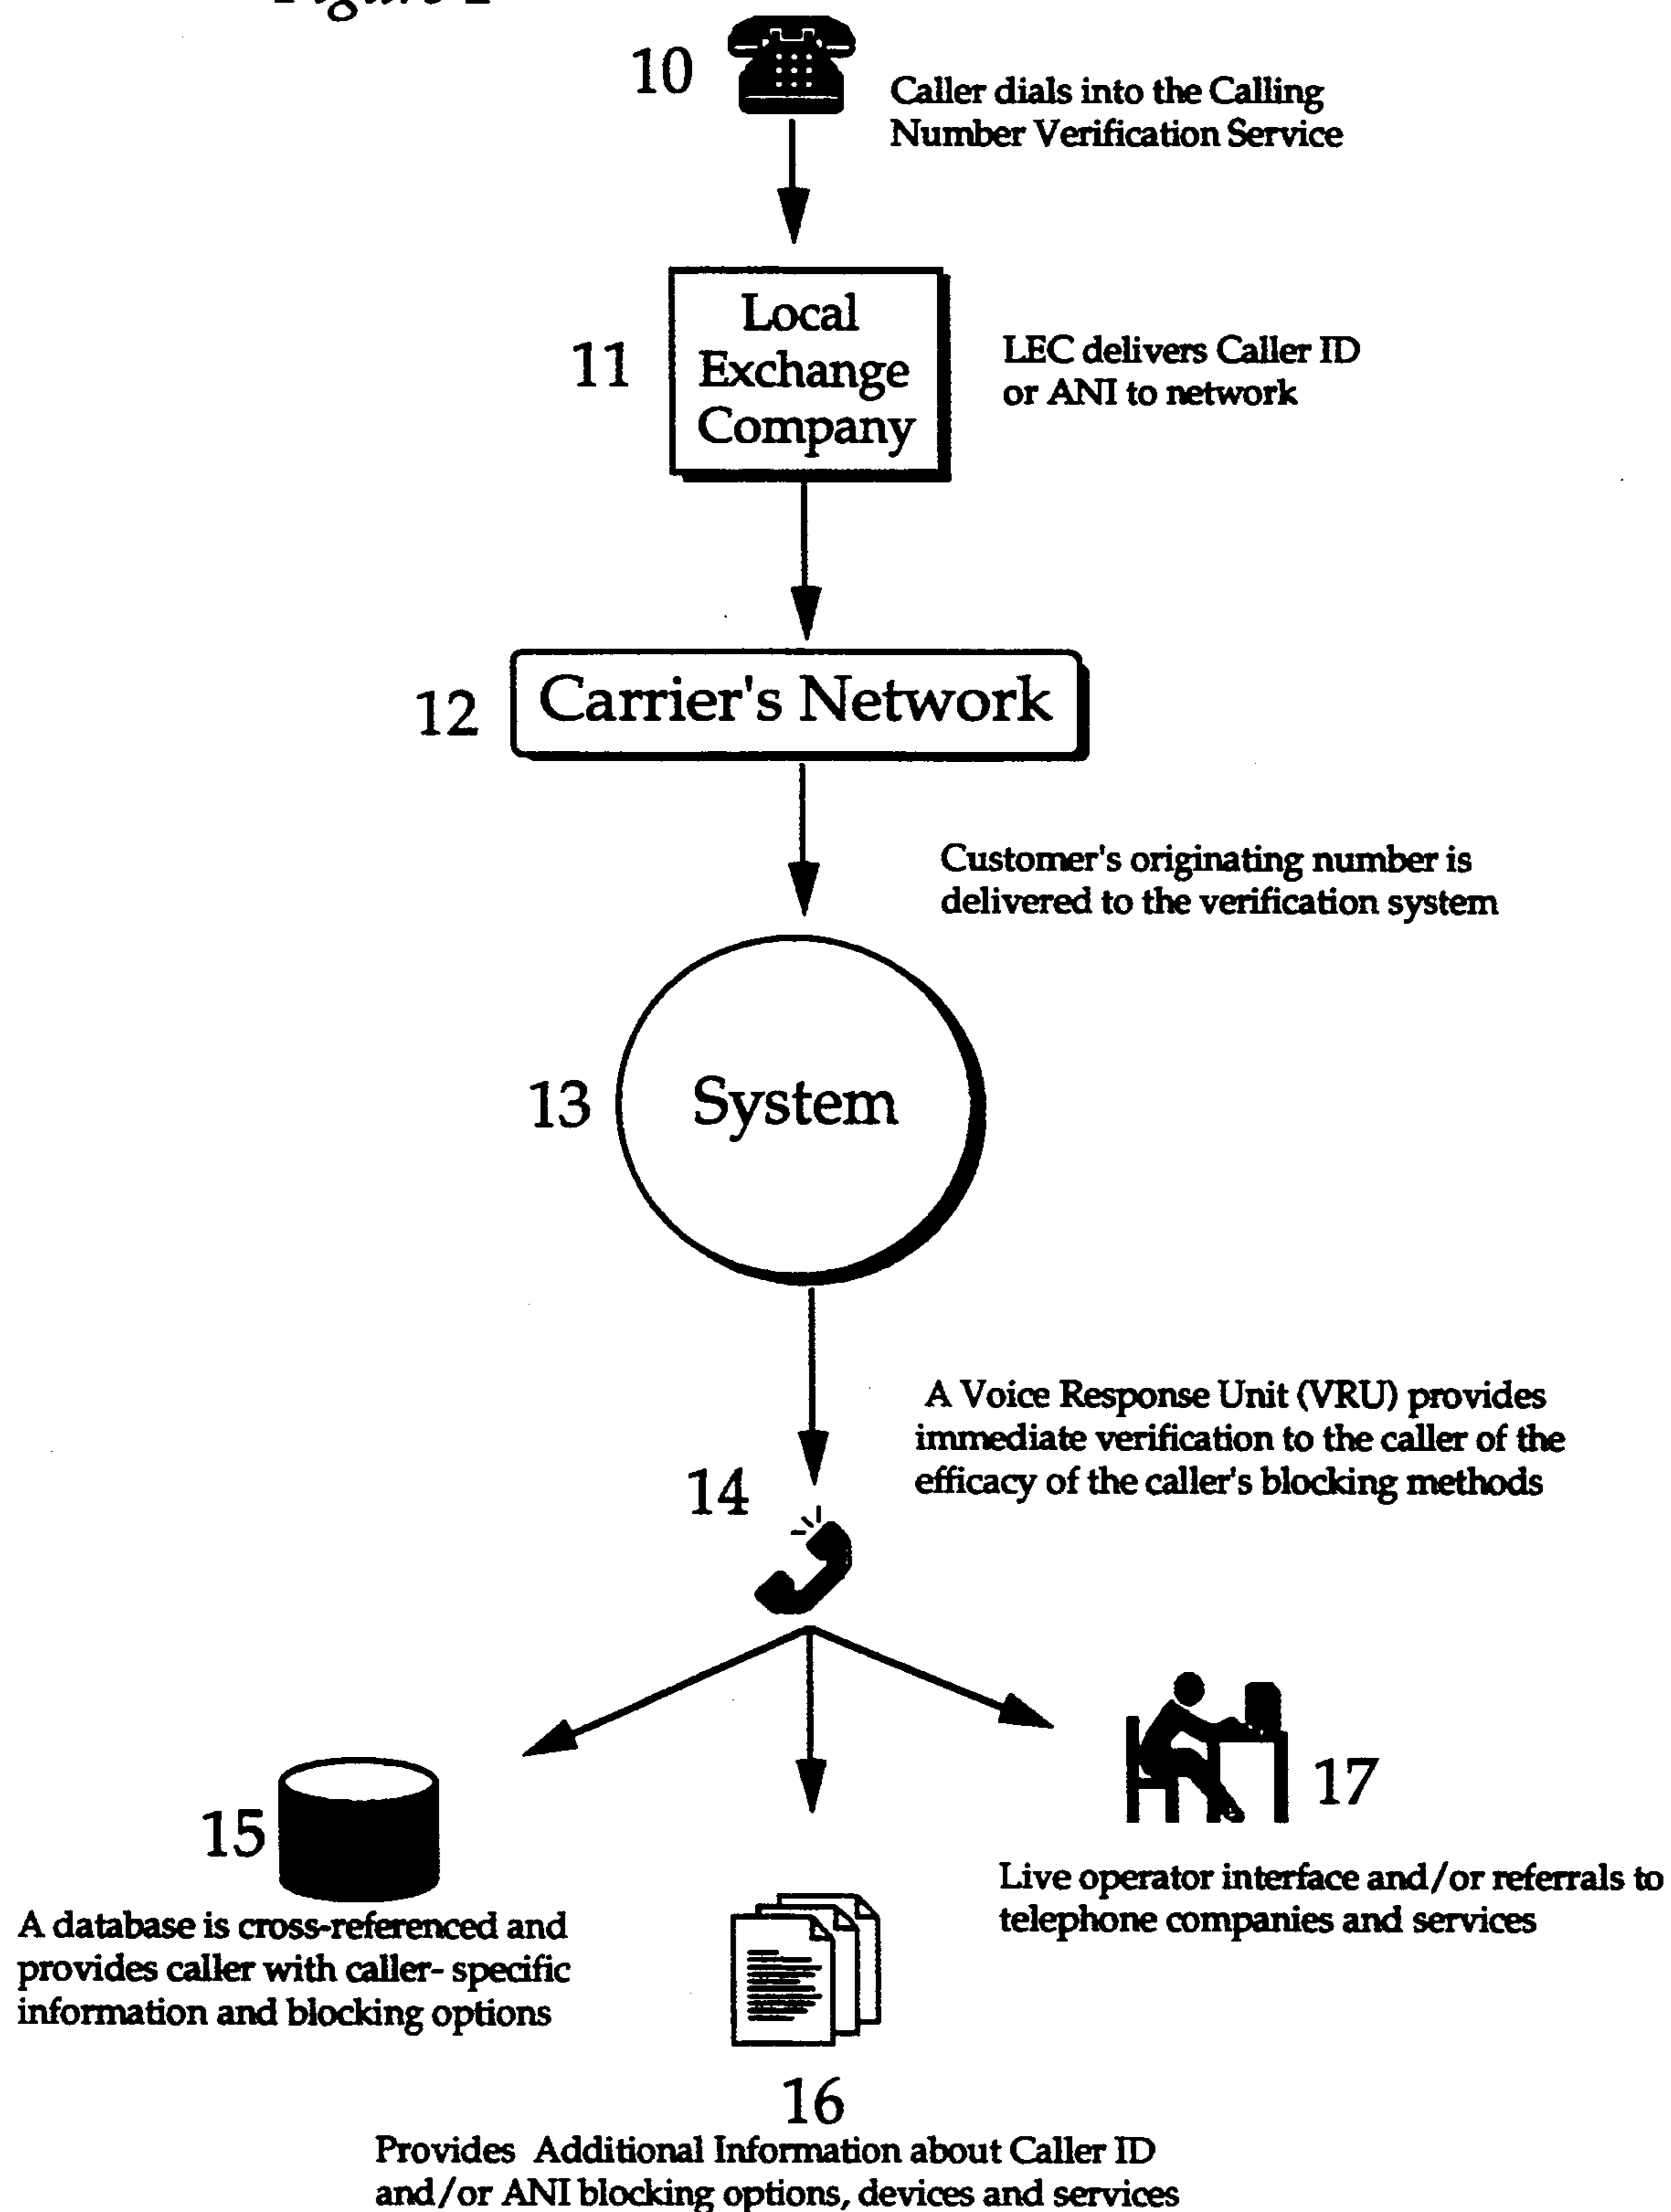 10
Caller dials into the Calling
Number Verification Service
Local
Exchange
Company
11
LEC delivers Caller ID
or ANI to network
Carrier's Network
12
Customer's originating number is
delivered to the verification system
13
System
A Voice Response Unit (VRU) provides
immediate verification to the caller of the
efficacy of the caller's blocking methods
14
17
15
Live operator interface and/or referrals to
telephone companies and services
A database is cross-referenced and
provides caller with caller- specific
information and blocking options
16
Provides Additional Information about Caller ID
and/or ANI blocking options, devices and services